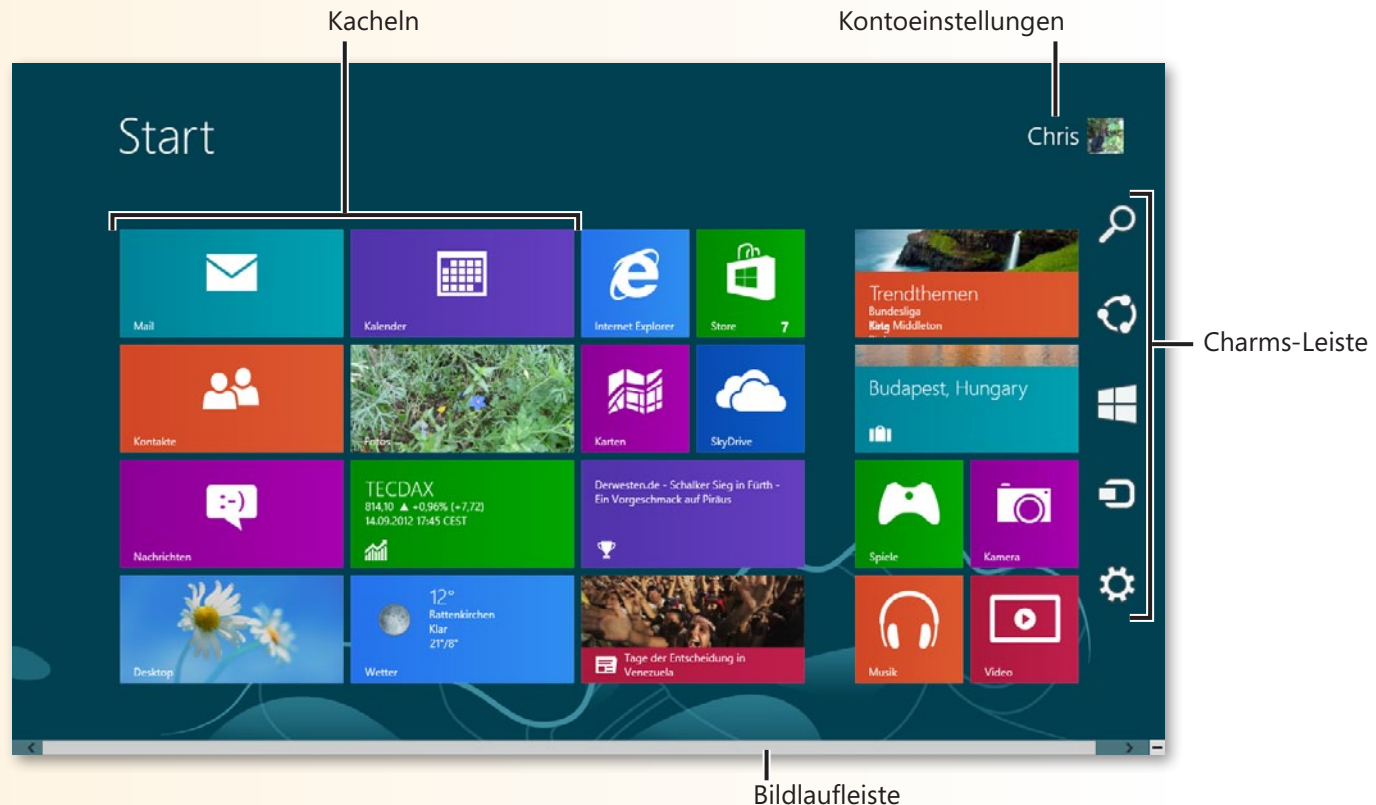 Kacheln
Kontoeinstellungen
Start
Chris
Mail
Kalender
Internet Explorer
Store
7
Trendthemen
Bundesliga
Middleton
Charms-Leiste
Kontakte
Fotos
Karten
SkyDrive
Budapest, Hungary
Nachrichten
:-)
TECDAX
814,10 ▲ +0,96% (+7,72)
14.09.2012 17:45 CEST
Derwesten.de - Schalker Sieg in Fürth -
Ein Vorgeschmack auf Piräus
Spiele
Kamera
Desktop
12°
Rattenkirchen
Klar
21°/8°
Wetter
Tage der Entscheidung in
Venezuela
Musik
Video
Bildlaufleiste